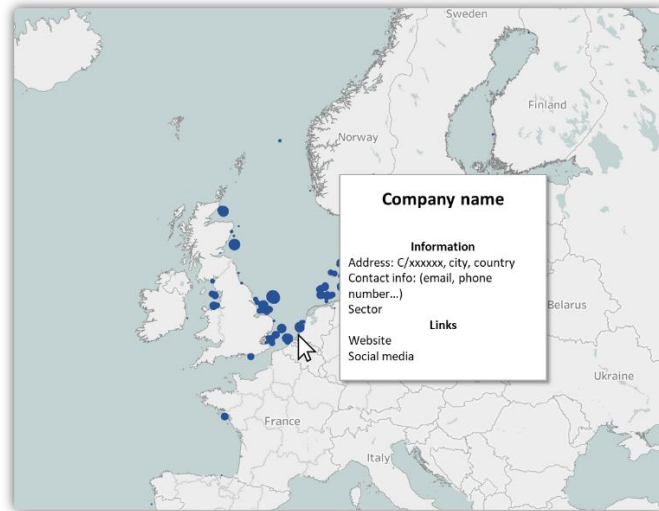 Sweden
Finland
Norway
Company name
Information
Address: C/xxxxxx, city, country
Contact info: (email, phone
number...)
Sector
Links
Website
Social media
Belarus
Ukraine
France
Italy